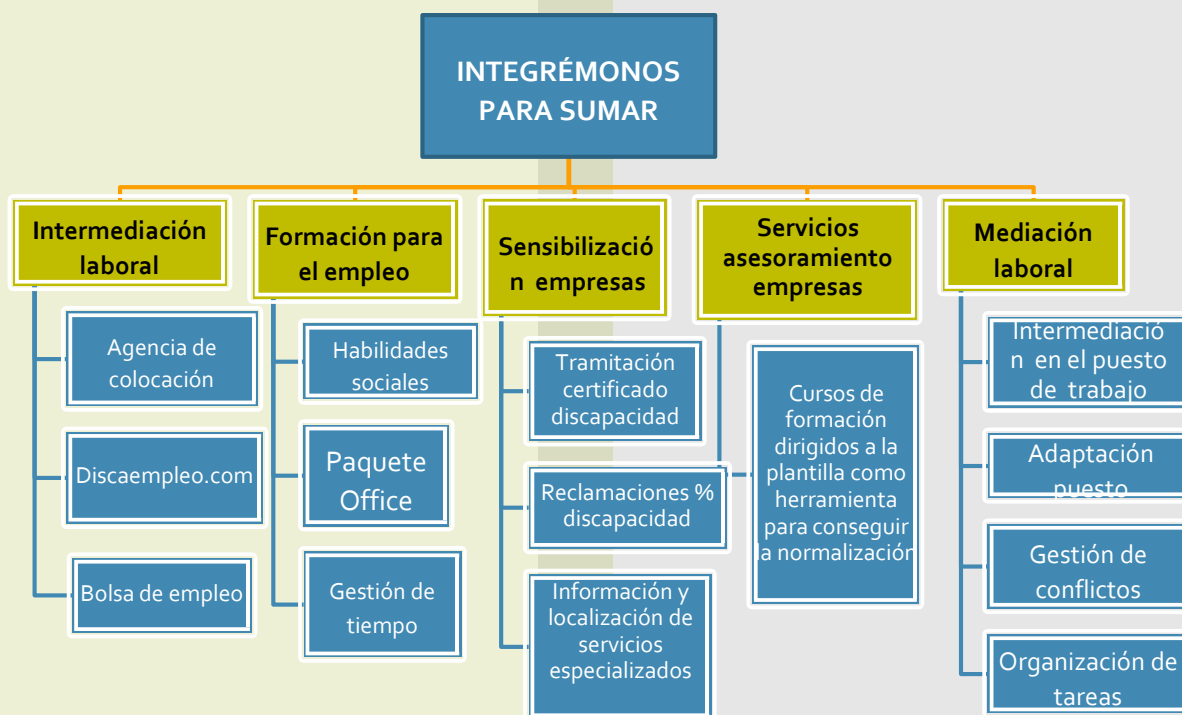 INTEGRÉMONOS
PARA SUMAR
Intermediación
laboral
Agencia de
colocación
Discaempleo.com
Bolsa de empleo
Formación para
el empleo
Habilidades
sociales
Paquete
Office
Gestión de
tiempo
Sensibilizació
n empresas
Tramitación
certificado
discapacidad
Reclamaciones %
discapacidad
Información y
localización de
servicios
especializados
Servicios
asesoramiento
empresas
Cursos de
formación
dirigidos a la
plantilla como
herramienta
para conseguir
la normalización
Mediación
laboral
Intermediació
n en el puesto
de trabajo
Adaptación
puesto
Gestión de
conflictos
Organización de
tareas